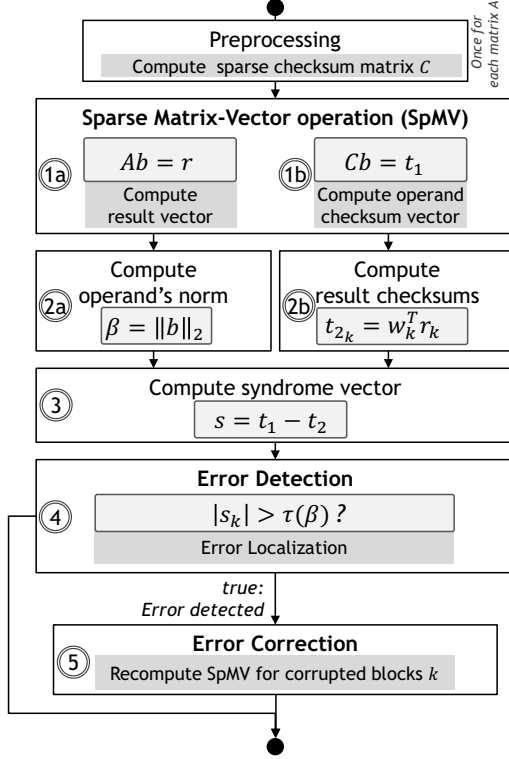 Preprocessing
Compute sparse checksum matrix C
Once for
each matrix A
Sparse Matrix-Vector operation (SpMV)
1a
Ab = r
Compute
result vector
1b
Cb = t₁
Compute operand
checksum vector
2a
Compute
operand's norm
β = ‖b‖₂
2b
Compute
result checksums
t₂ₖ = wₖᵀrₖ
3
Compute syndrome vector
s = t₁ − t₂
Error Detection
4
|sₖ| > τ(β) ?
Error Localization
true:
Error detected
Error Correction
5
Recompute SpMV for corrupted blocks k